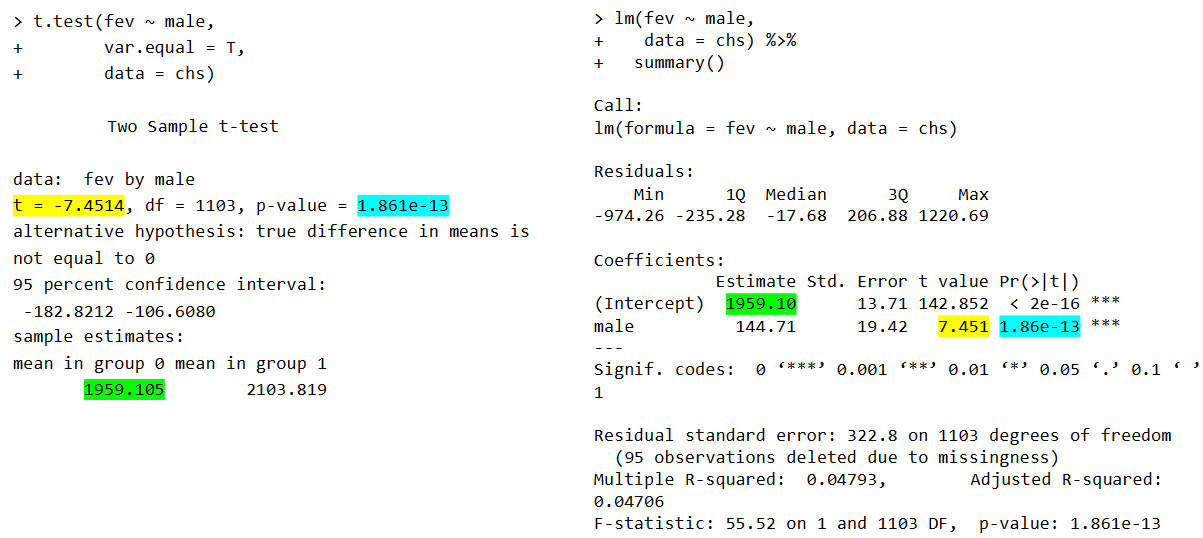 > t.test(fev ~ male,
+        var.equal = T,
+        data = chs)
Two Sample t-test
data:  fev by male
t = -7.4514, df = 1103, p-value = 1.861e-13
alternative hypothesis: true difference in means is
not equal to 0
95 percent confidence interval:
 -182.8212 -106.6080
sample estimates:
mean in group 0 mean in group 1
       1959.105        2103.819
> lm(fev ~ male,
+    data = chs) %>%
+   summary()
Call:
lm(formula = fev ~ male, data = chs)
Residuals:
    Min      1Q  Median      3Q     Max
-974.26 -235.28  -17.68  206.88 1220.69
Coefficients:
            Estimate Std. Error t value Pr(>|t|)
(Intercept)  1959.10      13.71 142.852  < 2e-16 ***
male          144.71      19.42   7.451 1.86e-13 ***
---
Signif. codes:  0 ‘***’ 0.001 ‘**’ 0.01 ‘*’ 0.05 ‘.’ 0.1 ‘ ’
1
Residual standard error: 322.8 on 1103 degrees of freedom
  (95 observations deleted due to missingness)
Multiple R-squared:  0.04793,        Adjusted R-squared:
0.04706
F-statistic: 55.52 on 1 and 1103 DF,  p-value: 1.861e-13